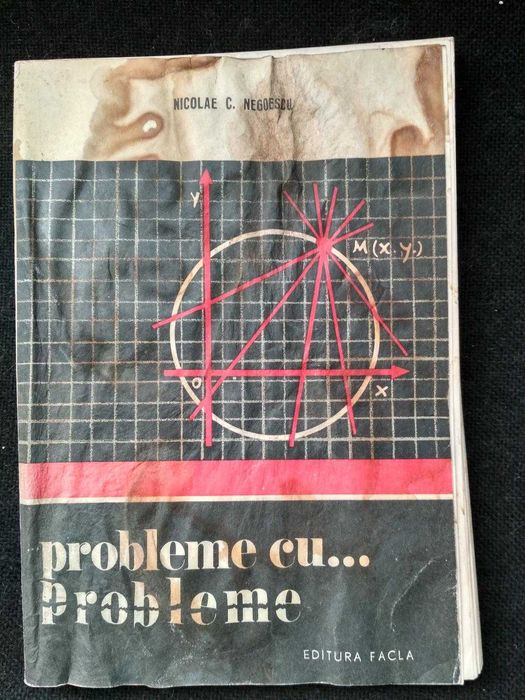 NICOLAE C. NEGOESCU
y
M(x.y.)
O
x
probleme cu...
Probleme
EDITURA FACLA